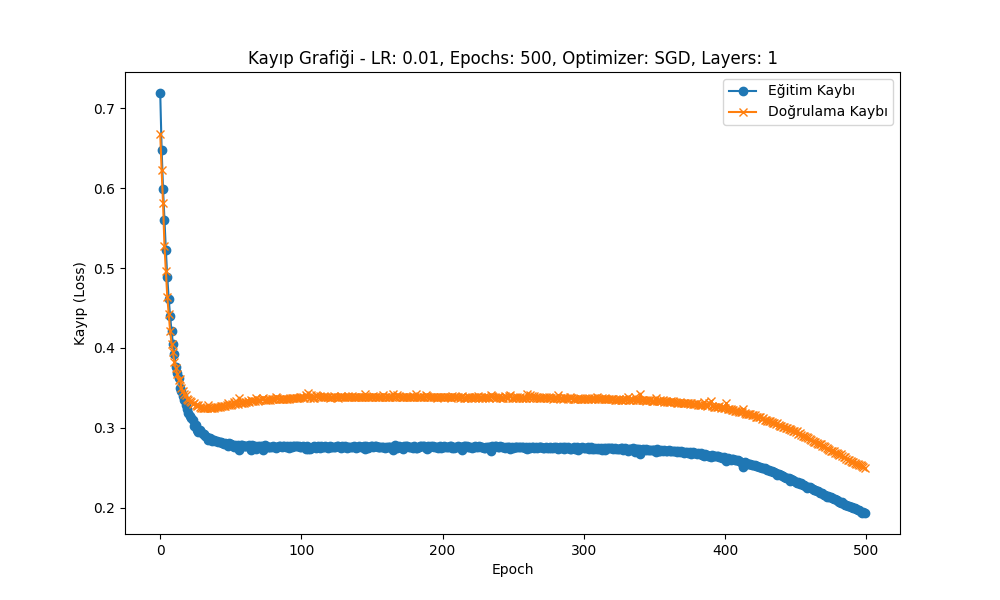 Kayıp Grafiği - LR: 0.01, Epochs: 500, Optimizer: SGD, Layers: 1
Eğitim Kaybı
Doğrulama Kaybı
0.7
0.6
0.5
0.4
0.3
0.2
Kayıp (Loss)
0 100 200 300 400 500
Epoch